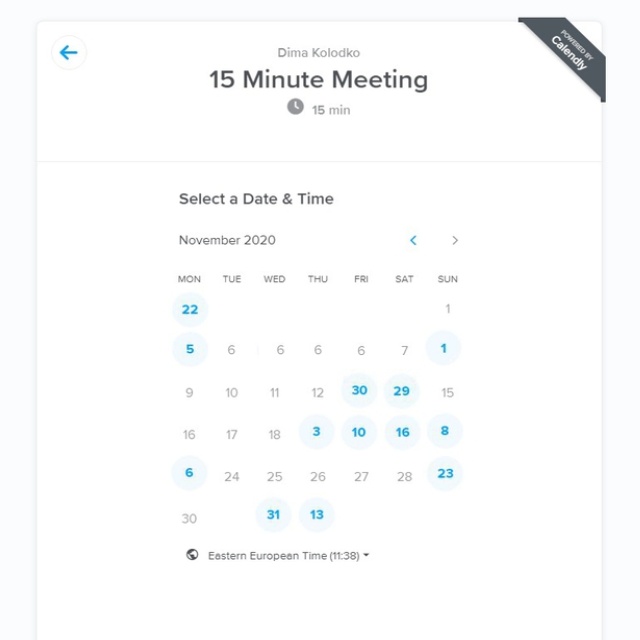 Dima Kolodko
15 Minute Meeting
15 min
POWERED BY
Calendly
Select a Date & Time
November 2020
MON TUE WED THU FRI SAT SUN
22 1
5 6 6 6 6 7 1
9 10 11 12 30 29 15
16 17 18 3 10 16 8
6 24 25 26 27 28 23
30 31 13
Eastern European Time (11:38)